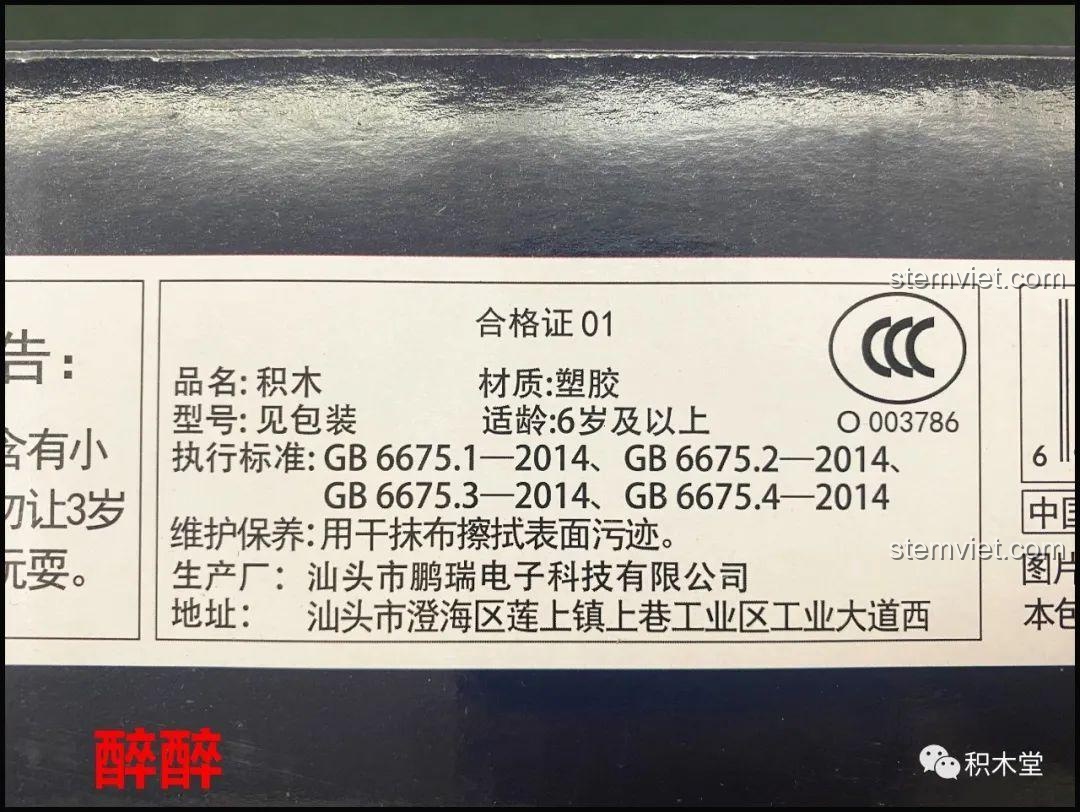 stemviet.com
告：
含有小
勿让3岁
玩耍。
合格证 01
品名: 积木
材质:塑胶
型号: 见包装
适龄:6岁及以上
执行标准: GB 6675.1—2014、GB 6675.2—2014、
GB 6675.3—2014、GB 6675.4—2014
维护保养: 用干抹布擦拭表面污迹。
生产厂： 汕头市鹏瑞电子科技有限公司
地址： 汕头市澄海区莲上镇上巷工业区工业大道西
CCC
O 003786
6
中国
stemviet.com
图片
本包
醉醉
积木堂